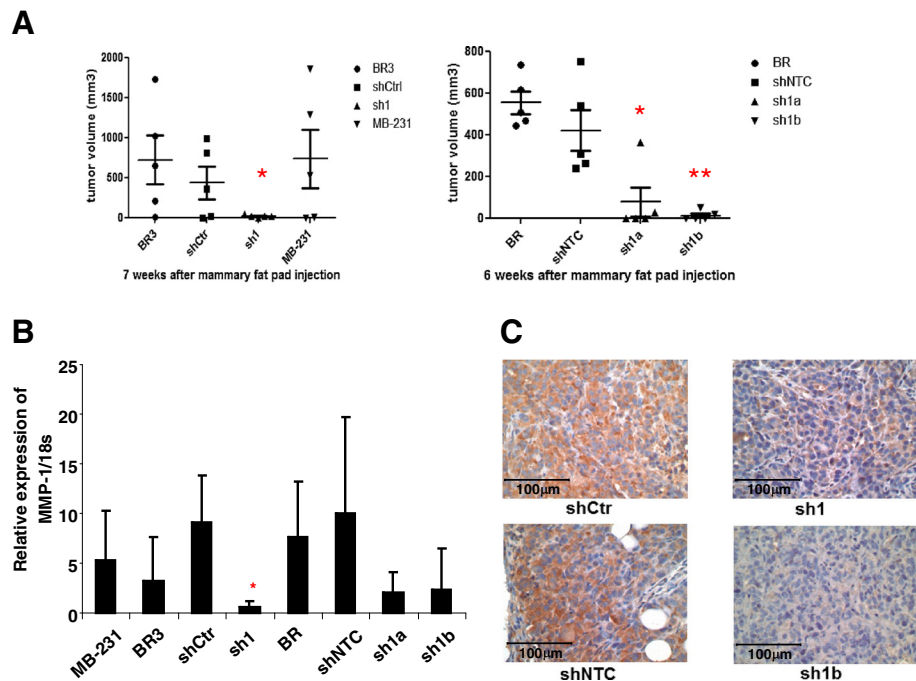 A
tumor volume (mm3)
2000
1500
1000
500
0
BR3
shCtr
sh1
MB-231
*
BR3
shCtrl
sh1
MB-231
7 weeks after mammary fat pad injection
tumor volume (mm3)
800
600
400
200
0
BR
shNTC
sh1a
sh1b
*
**
BR
shNTC
sh1a
sh1b
6 weeks after mammary fat pad injection
B
Relative expression of
MMP-1/18s
25
20
15
10
5
0
*
MB-231
BR3
shCtr
sh1
BR
shNTC
sh1a
sh1b
C
100µm
shCtr
100µm
sh1
100µm
shNTC
100µm
sh1b